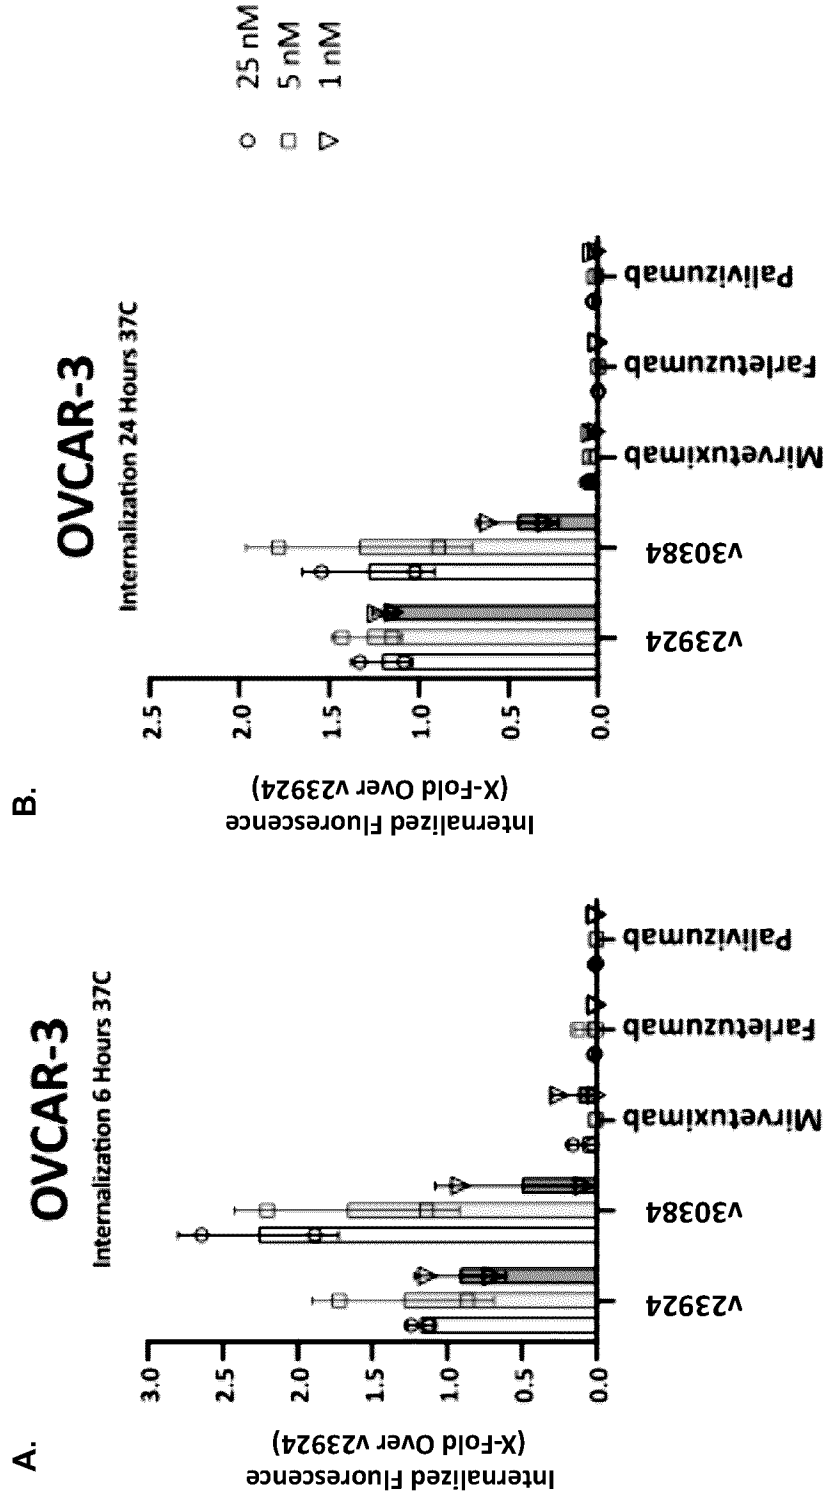 A.
OVCAR-3
Internalization 6 Hours 37C
Internalized Fluorescence
(X-Fold Over v23924)
3.0
2.5
2.0
1.5
1.0
0.5
0.0
v23924
v30384
Mirvetuximab
Farletuzumab
Palivizumab
B.
OVCAR-3
Internalization 24 Hours 37C
Internalized Fluorescence
(X-Fold Over v23924)
2.5
2.0
1.5
1.0
0.5
0.0
v23924
v30384
Mirvetuximab
Farletuzumab
Palivizumab
25 nM
5 nM
1 nM